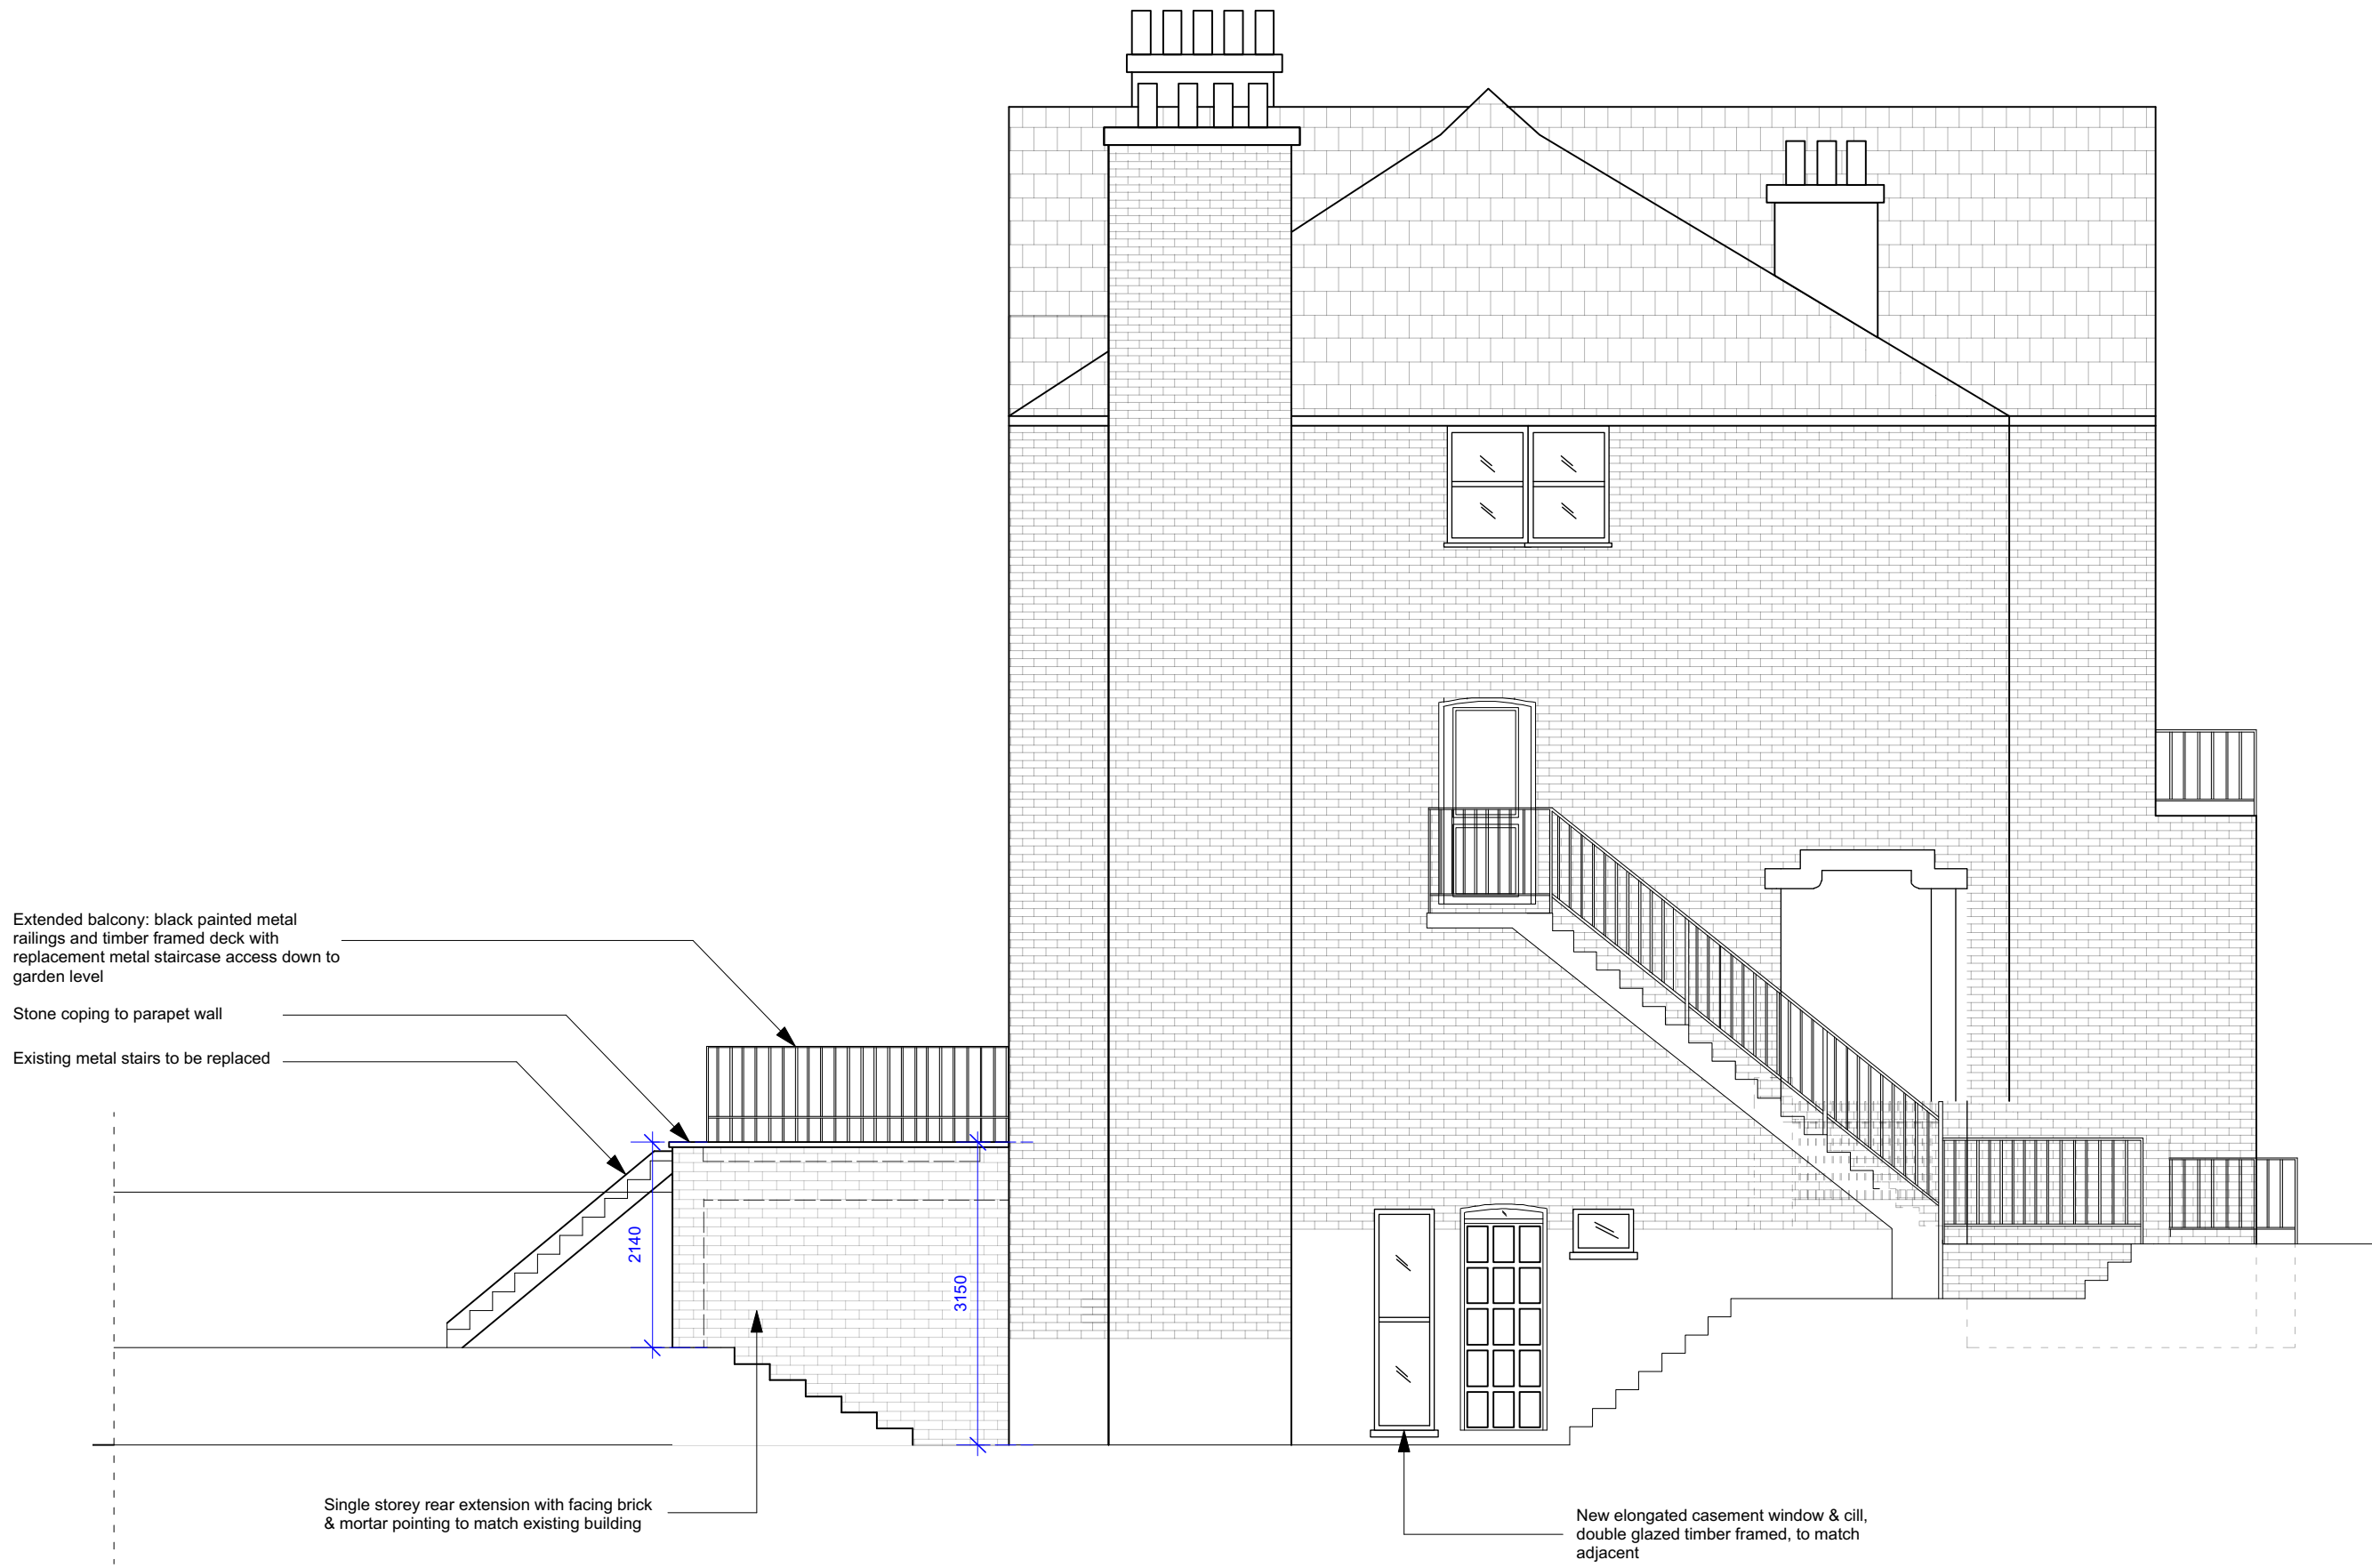 Extended balcony: black painted metal
railings and timber framed deck with
replacement metal staircase access down to
garden level
Stone coping to parapet wall
Existing metal stairs to be replaced
2140
3150
Single storey rear extension with facing brick
& mortar pointing to match existing building
New elongated casement window & cill,
double glazed timber framed, to match
adjacent